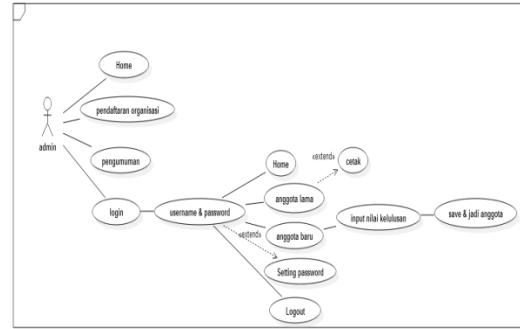 Home
pendaftaran organisasi
admin
pengumuman
login
username & password
Home
«extend»
cetak
anggota lama
anggota baru
input nilai kelulusan
save & jadi anggota
«extend»
Setting password
Logout